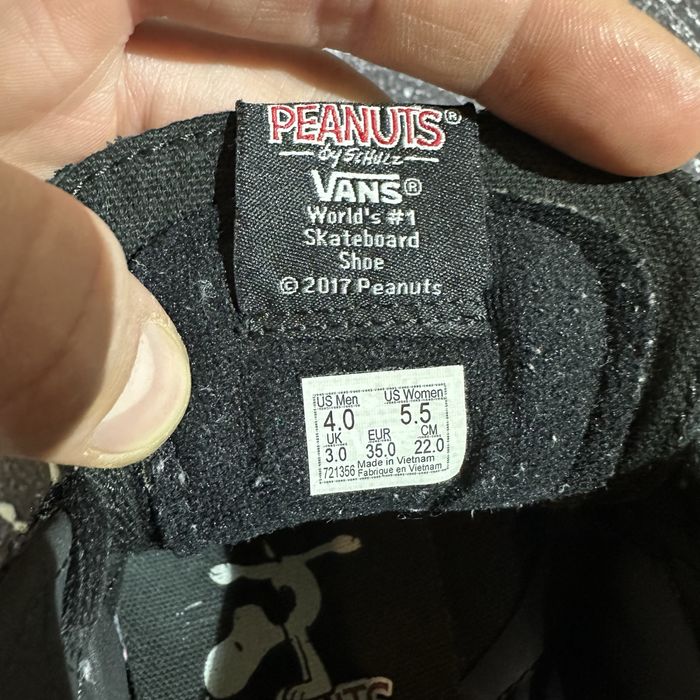 PEANUTS®
by SCHULZ
VANS®
World's #1
Skateboard
Shoe
© 2017 Peanuts
US Men US Women
4.0 5.5
UK EUR CM
3.0 35.0 22.0
721356 Made in Vietnam
Fabrique en Vietnam